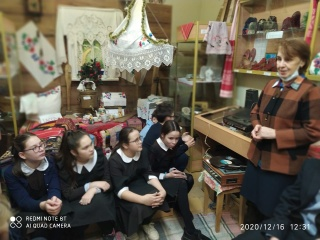 REDMI NOTE 8T
AI QUAD CAMERA
2020/12/16 12:31